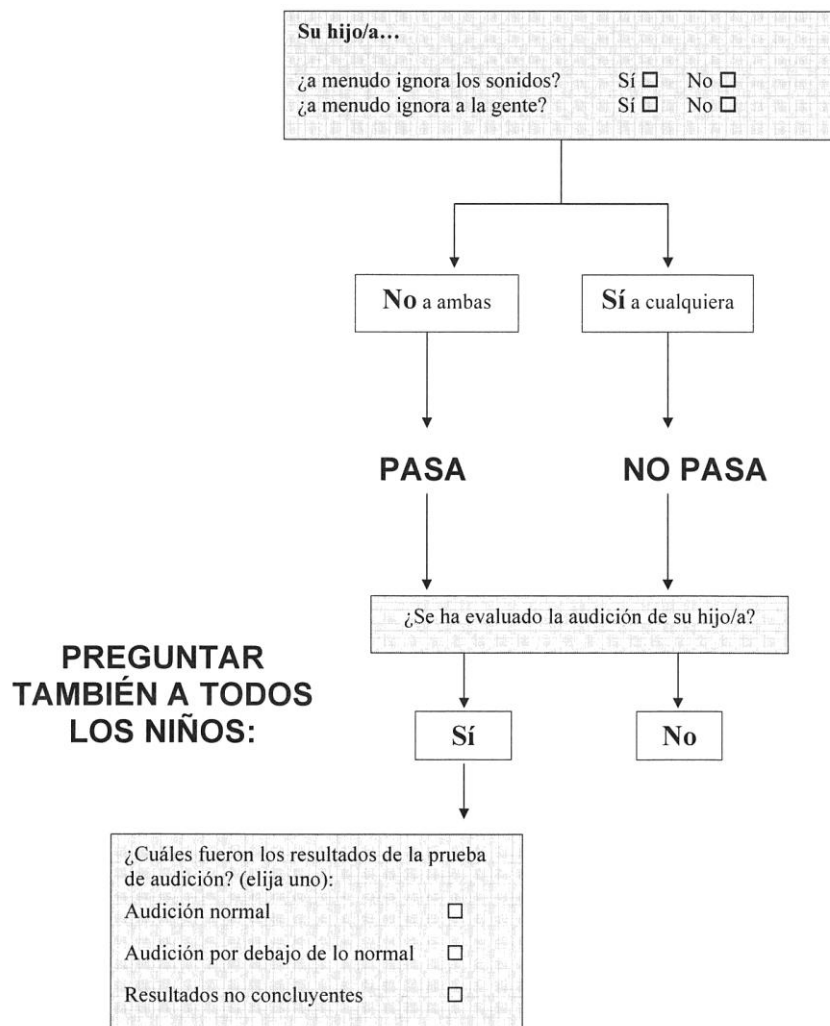 Su hijo/a…
¿a menudo ignora los sonidos? Sí ☐ No ☐
¿a menudo ignora a la gente? Sí ☐ No ☐
No a ambas
Sí a cualquiera
PASA
NO PASA
¿Se ha evaluado la audición de su hijo/a?
PREGUNTAR
TAMBIÉN A TODOS
LOS NIÑOS:
Sí
No
¿Cuáles fueron los resultados de la prueba
de audición? (elija uno):
Audición normal ☐
Audición por debajo de lo normal ☐
Resultados no concluyentes ☐